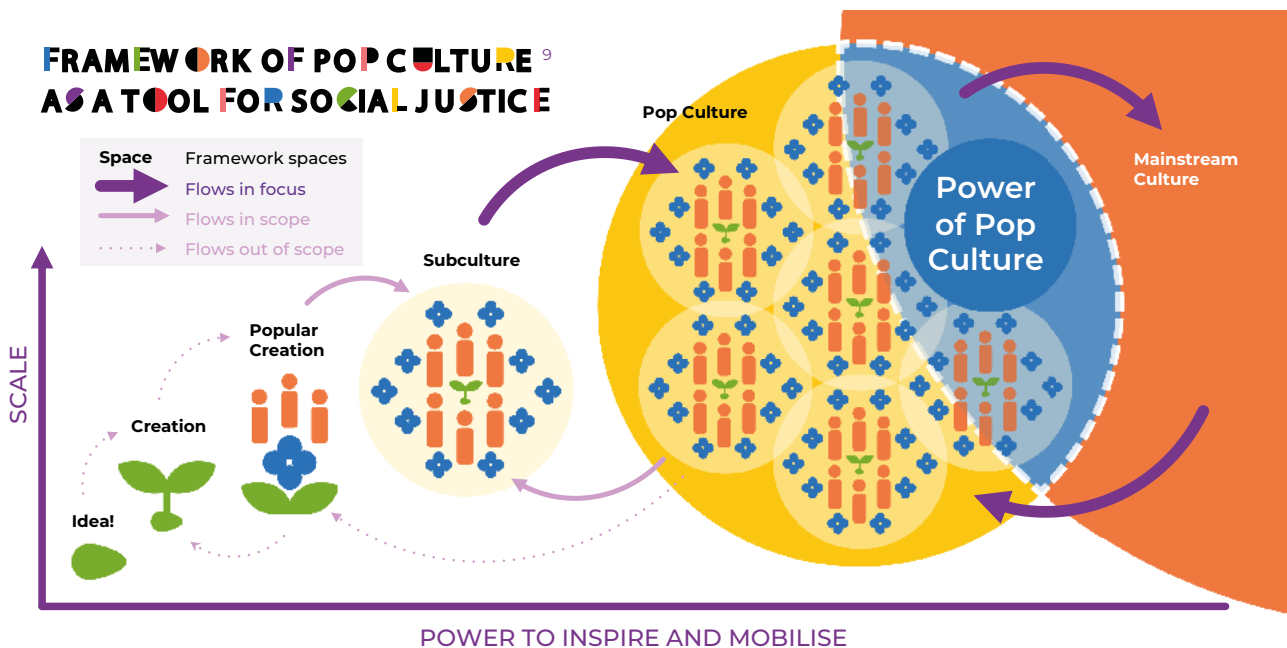 FRAMEWORK OF POP CULTURE 9
AS A TOOL FOR SOCIAL JUSTICE
Space Framework spaces
Flows in focus
Flows in scope
Flows out of scope
Pop Culture
Mainstream
Culture
Power
of Pop
Culture
Subculture
Popular
Creation
Creation
Idea!
SCALE
POWER TO INSPIRE AND MOBILISE